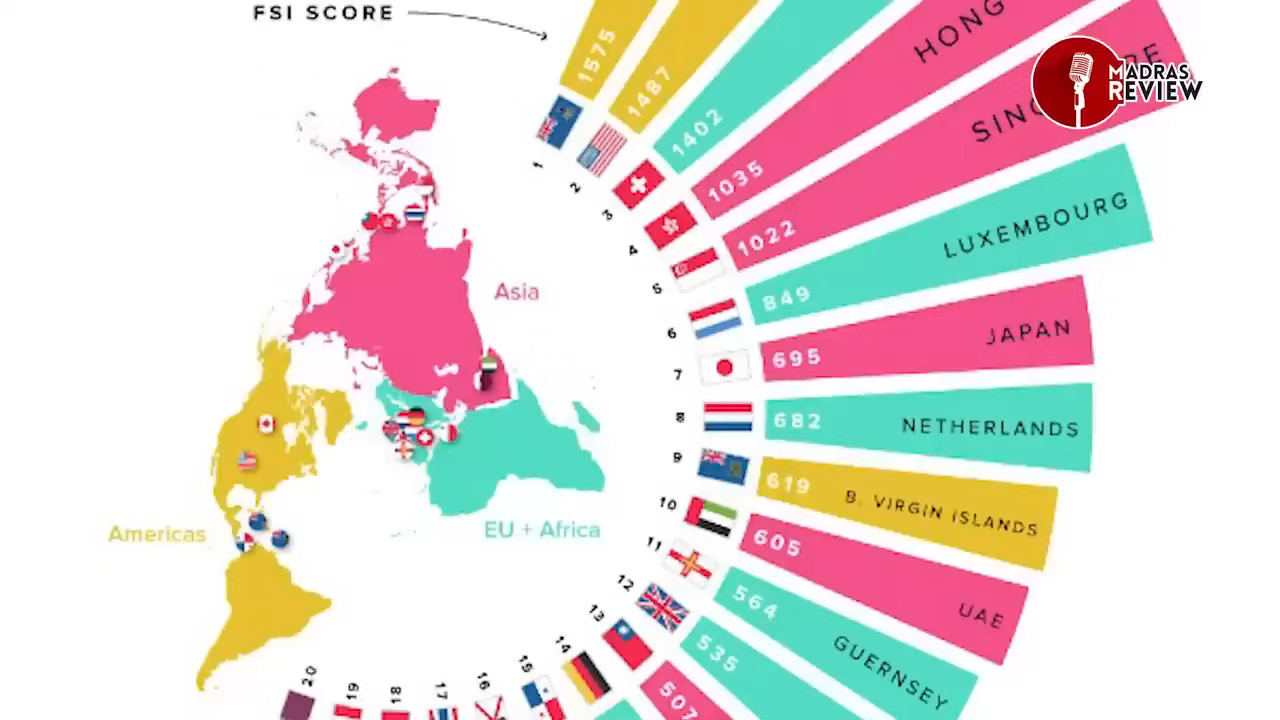 FSI SCORE
1575
1
1487
2
1402
3
HONG
1035
4
1022
5
MADRAS
REVIEW
849 LUXEMBOURG
6
695 JAPAN
7
682 NETHERLANDS
8
619 B. VIRGIN ISLANDS
9
605 UAE
10
564 GUERNSEY
11
535
12
507
13
14
15
16
17
18
19
20
Asia
Americas
EU + Africa